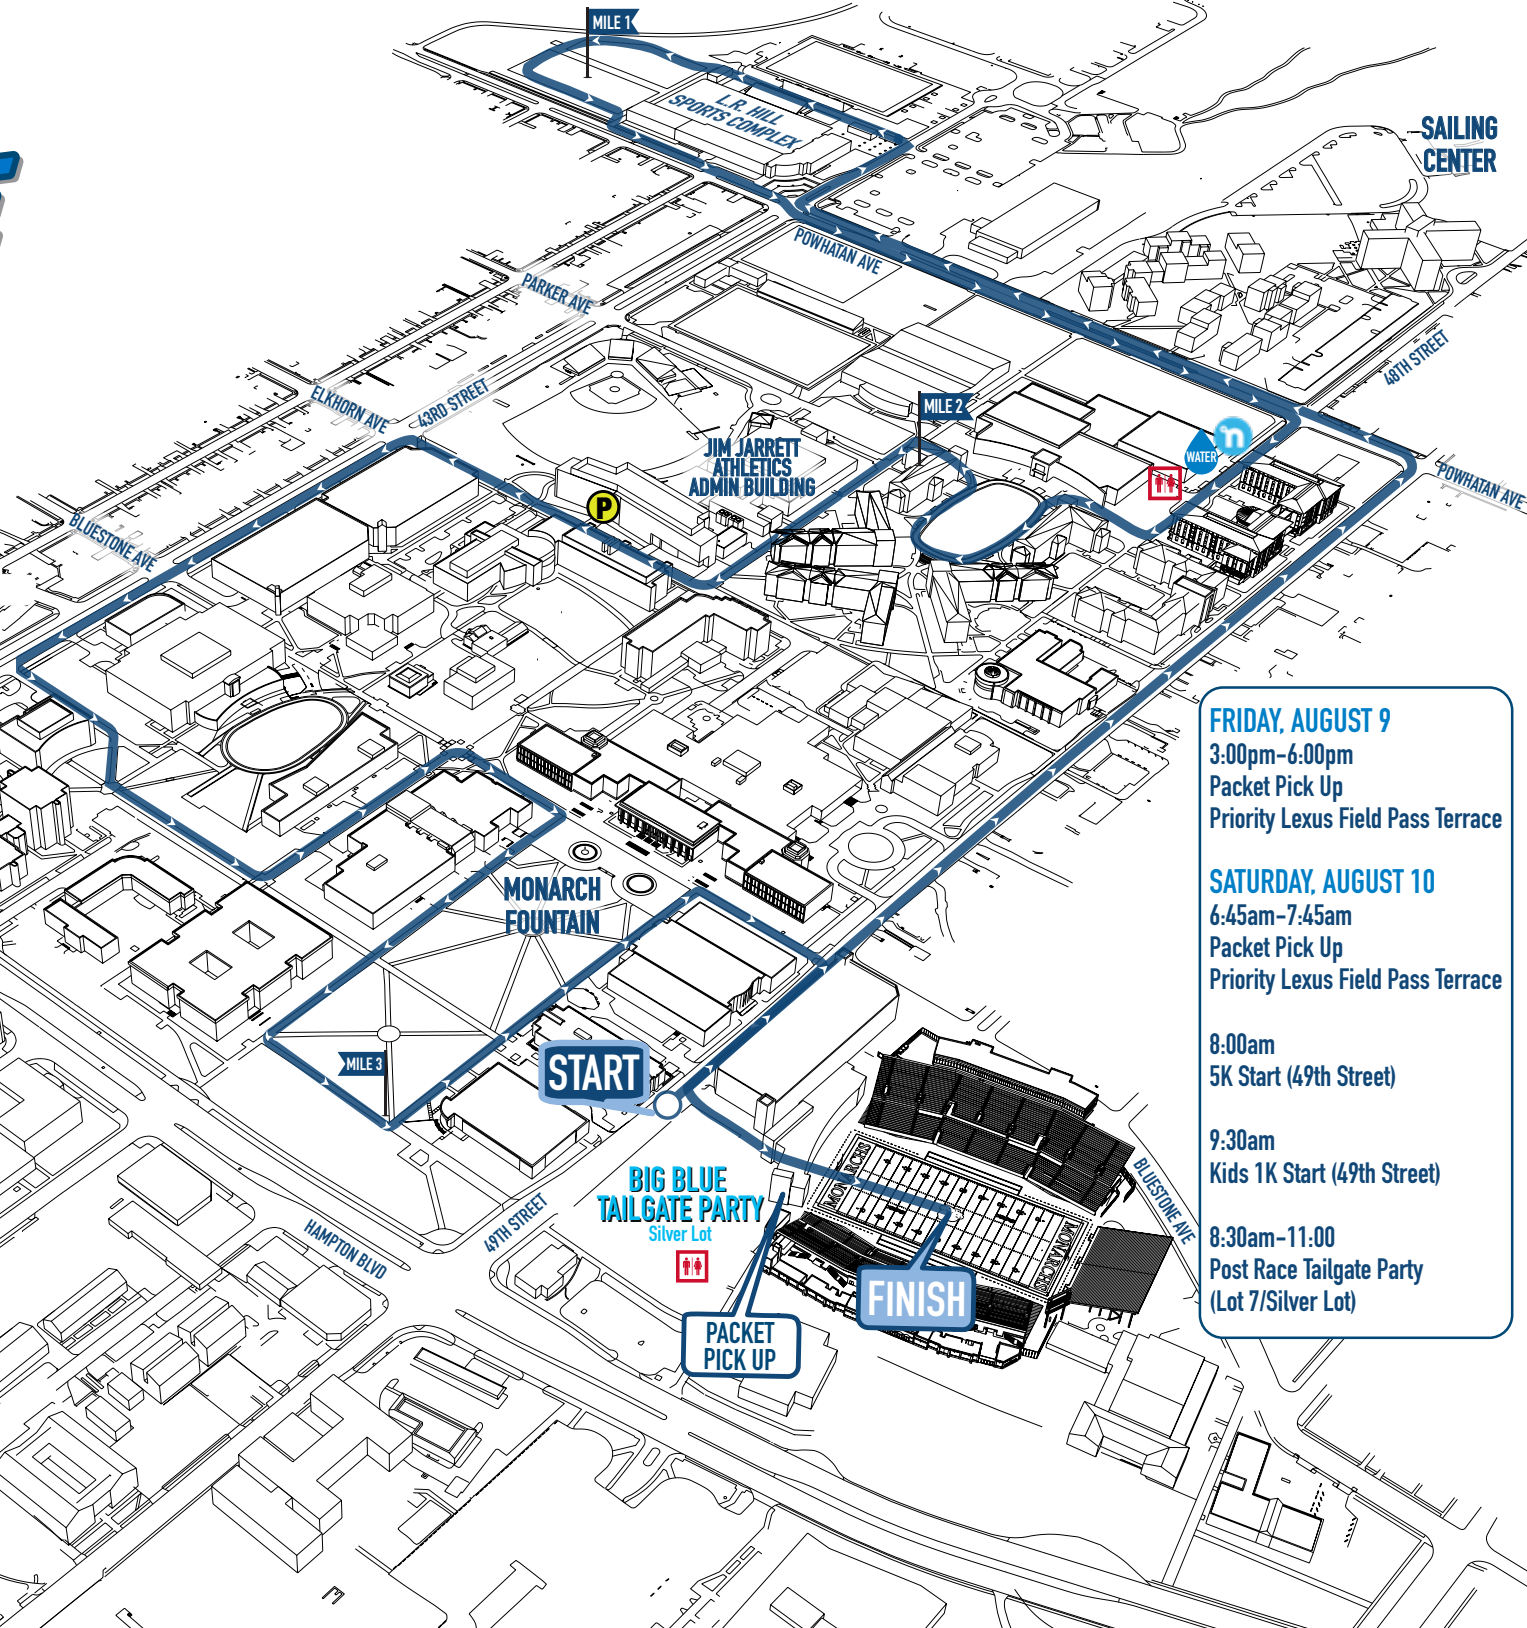 MILE 1
L.R. HILL
SPORTS COMPLEX
SAILING
CENTER
POWHATAN AVE
PARKER AVE
48TH STREET
ELKHORN AVE
43RD STREET
MILE 2
JIM JARRETT
ATHLETICS
ADMIN BUILDING
WATER
n
POWHATAN AVE
P
BLUESTONE AVE
FRIDAY, AUGUST 9
3:00pm-6:00pm
Packet Pick Up
Priority Lexus Field Pass Terrace
SATURDAY, AUGUST 10
6:45am-7:45am
Packet Pick Up
Priority Lexus Field Pass Terrace
8:00am
5K Start (49th Street)
9:30am
Kids 1K Start (49th Street)
8:30am-11:00
Post Race Tailgate Party
(Lot 7/Silver Lot)
MONARCH
FOUNTAIN
MILE 3
START
MONARCHS
MONARCHS
BLUESTONE AVE
BIG BLUE
TAILGATE PARTY
Silver Lot
49TH STREET
HAMPTON BLVD
FINISH
PACKET
PICK UP